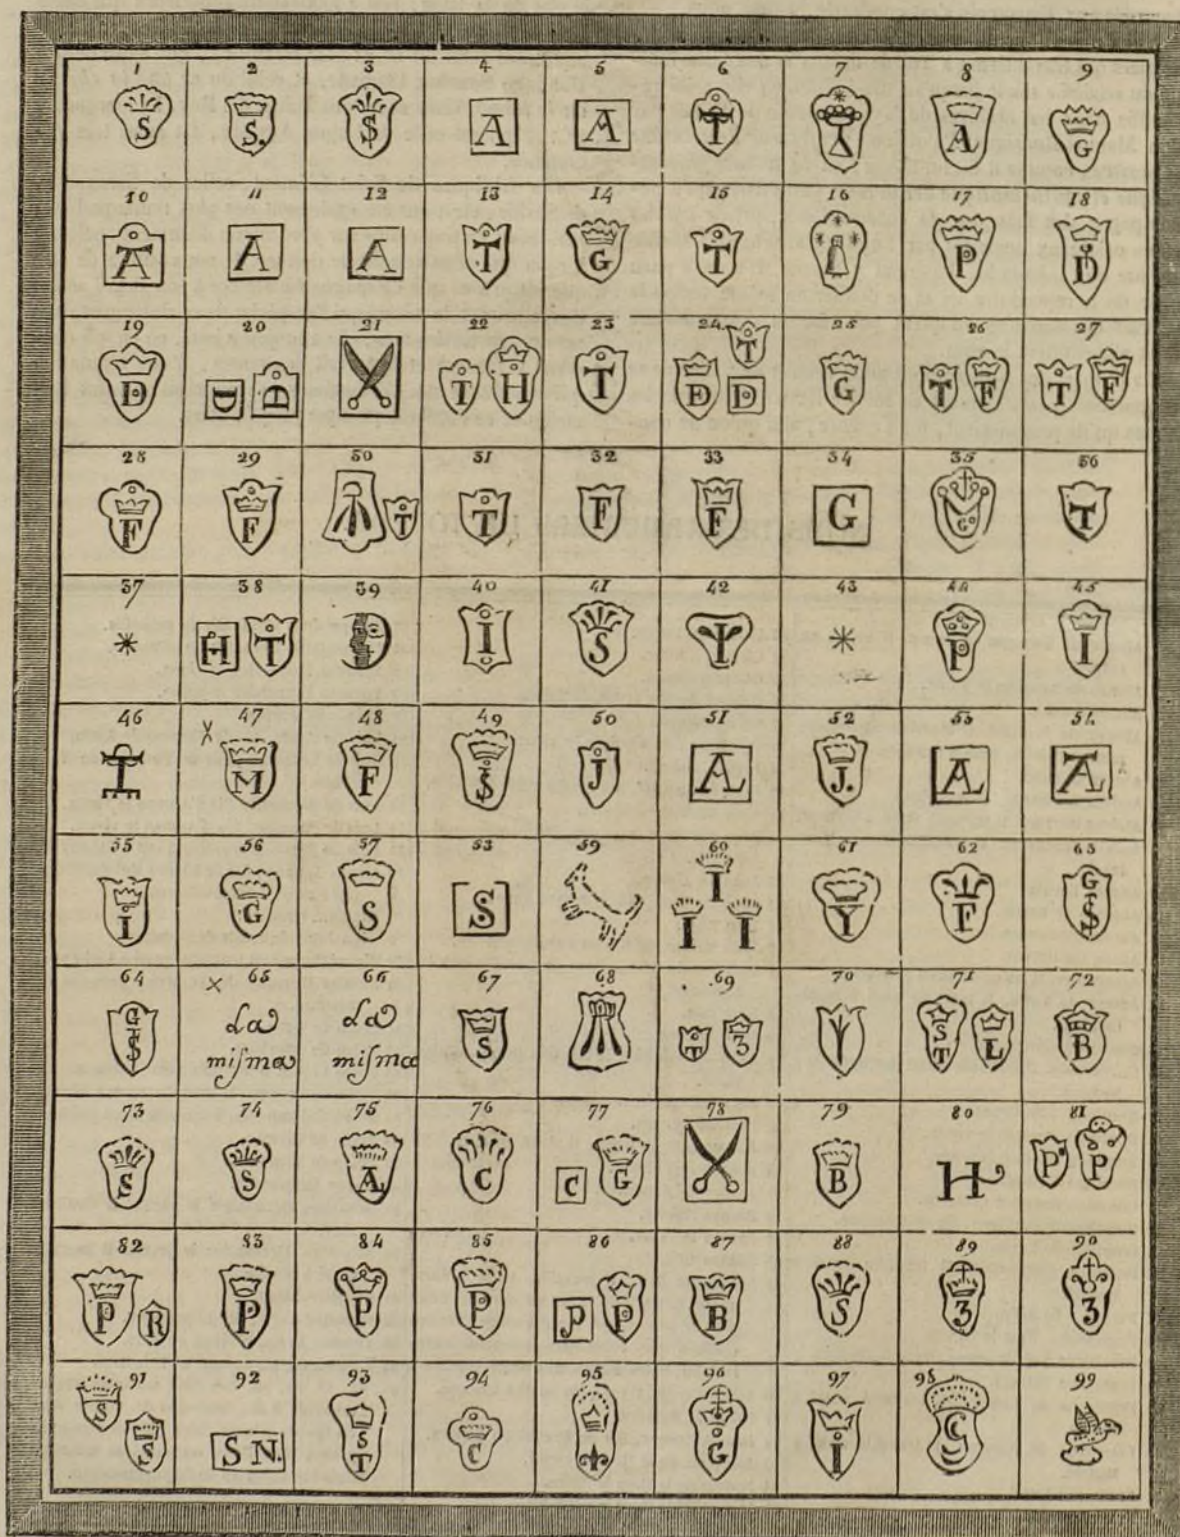 1 2 3 4 5 6 7 8 9
S S. $ A A T A G
10 11 12 13 14 15 16 17 18
A A A T G T P D
19 20 21 22 23 24 25 26 27
D D D T H T D T D G T F T F
28 29 30 31 32 33 34 35 36
F F T T F F G G T
37 38 39 40 41 42 43 44 45
H T I S I P I
46 47 48 49 50 51 52 53 54
T M F $ J A J. A A
55 56 57 58 59 60 61 62 63
I G S S I I I Y F G $
64 65 66 67 68 69 70 71 72
G $ La La S T 3 S T L B
misma misma
73 74 75 76 77 78 79 80 81
S S A C C G B H P P
82 83 84 85 86 87 88 89 90
P R P P P P P B S 3 3
91 92 93 94 95 96 97 98 99
S S S N. S T C G I C